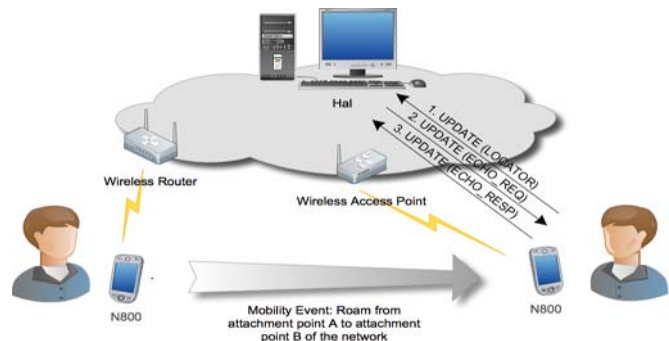 Hal
1. UPDATE (LOCATOR)
2. UPDATE (ECHO_REQ)
3. UPDATE (ECHO_RESP)
Wireless Router
Wireless Access Point
N800
N800
Mobility Event: Roam from
attachment point A to attachment
point B of the network